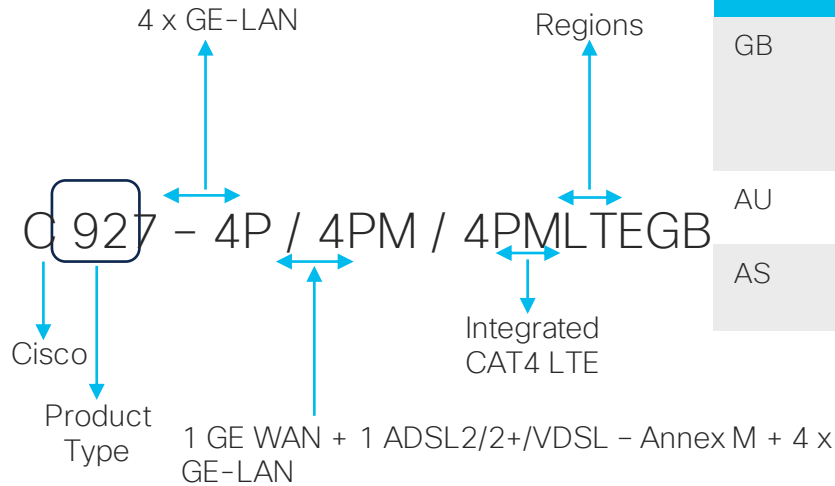 4 x GE-LAN
Regions
GB
AU
AS
C 927 - 4P / 4PM / 4PMLTEGB
Cisco
Integrated
CAT4 LTE
Product
Type
1 GE WAN + 1 ADSL2/2+/VDSL – Annex M + 4 x
GE-LAN